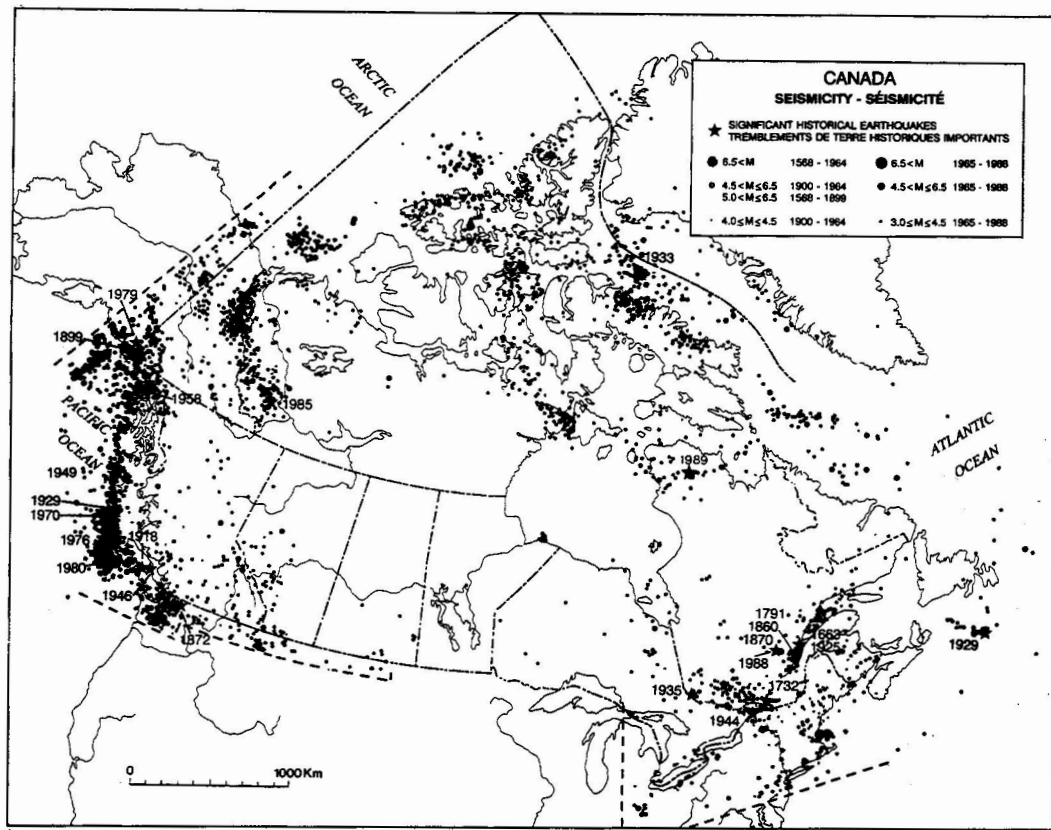 ARCTIC
OCEAN
CANADA
SEISMICITY - SÉISMICITÉ
★ SIGNIFICANT HISTORICAL EARTHQUAKES
TREMBLEMENTS DE TERRE HISTORIQUES IMPORTANTS
● 6.5<M 1568 - 1964 ● 6.5<M 1965 - 1988
● 4.5<M≤6.5 1900 - 1964 ● 4.5<M≤6.5 1965 - 1988
5.0<M≤6.5 1568 - 1899
· 4.0≤M≤4.5 1900 - 1964 · 3.0≤M≤4.5 1965 - 1988
1933
1979
1899
1958
1985
PACIFIC
OCEAN
ATLANTIC
OCEAN
1949
1989
1929
1970
1976
1918
1980
1946
1872
1791
1860
1663
1870
1925
1988
1929
1935
1732
1944
0 1000 Km